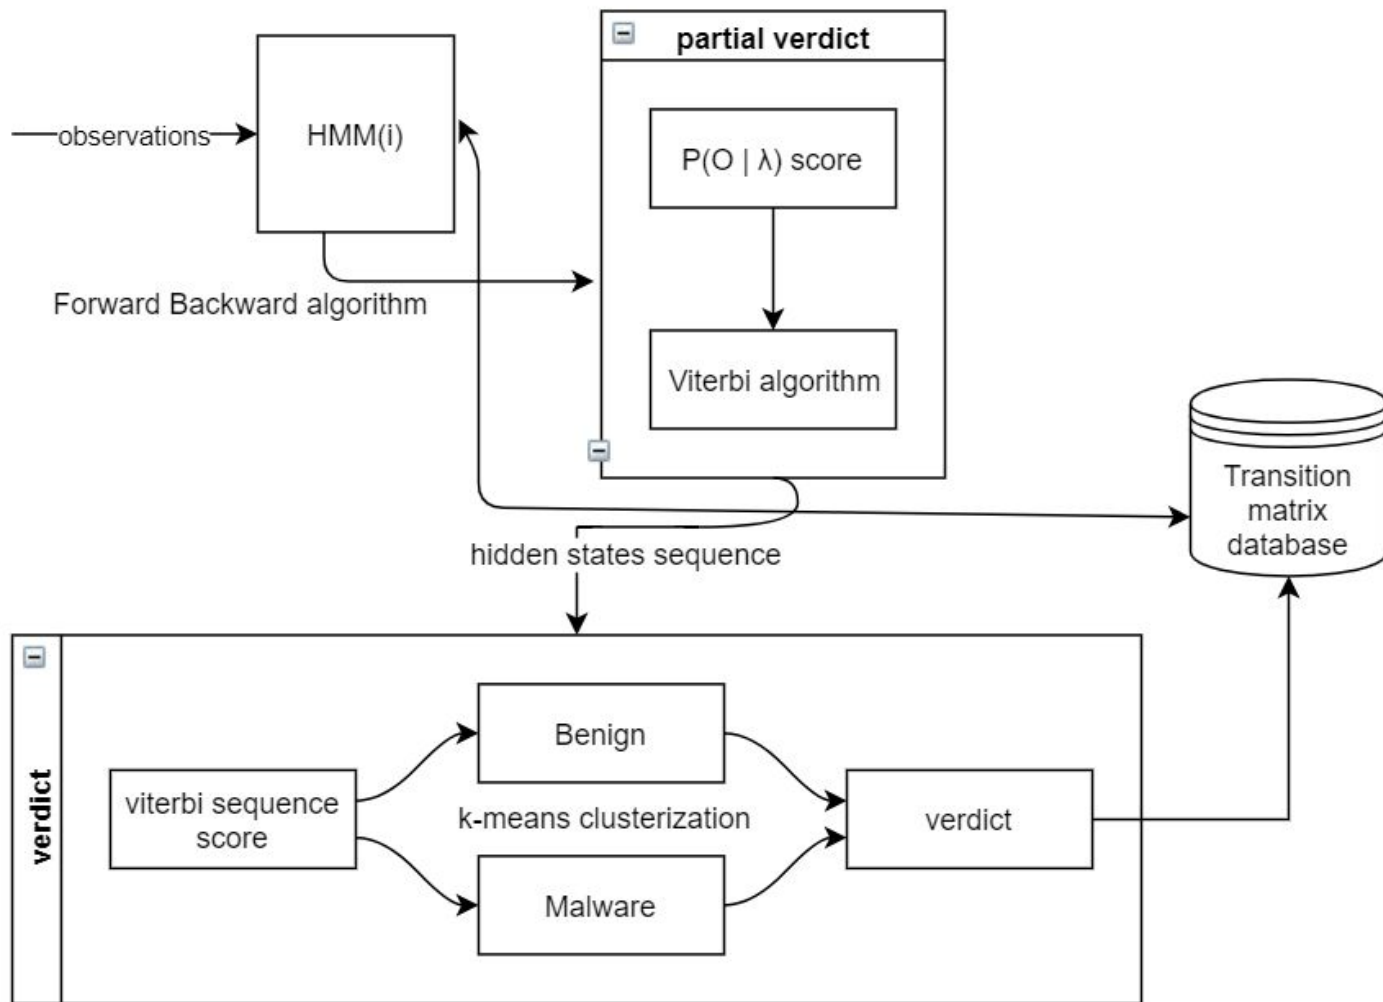 partial verdict
observations
HMM(i)
P(O | λ) score
Forward Backward algorithm
Viterbi algorithm
Transition
matrix
database
hidden states sequence
verdict
viterbi sequence
score
Benign
k-means clusterization
Malware
verdict